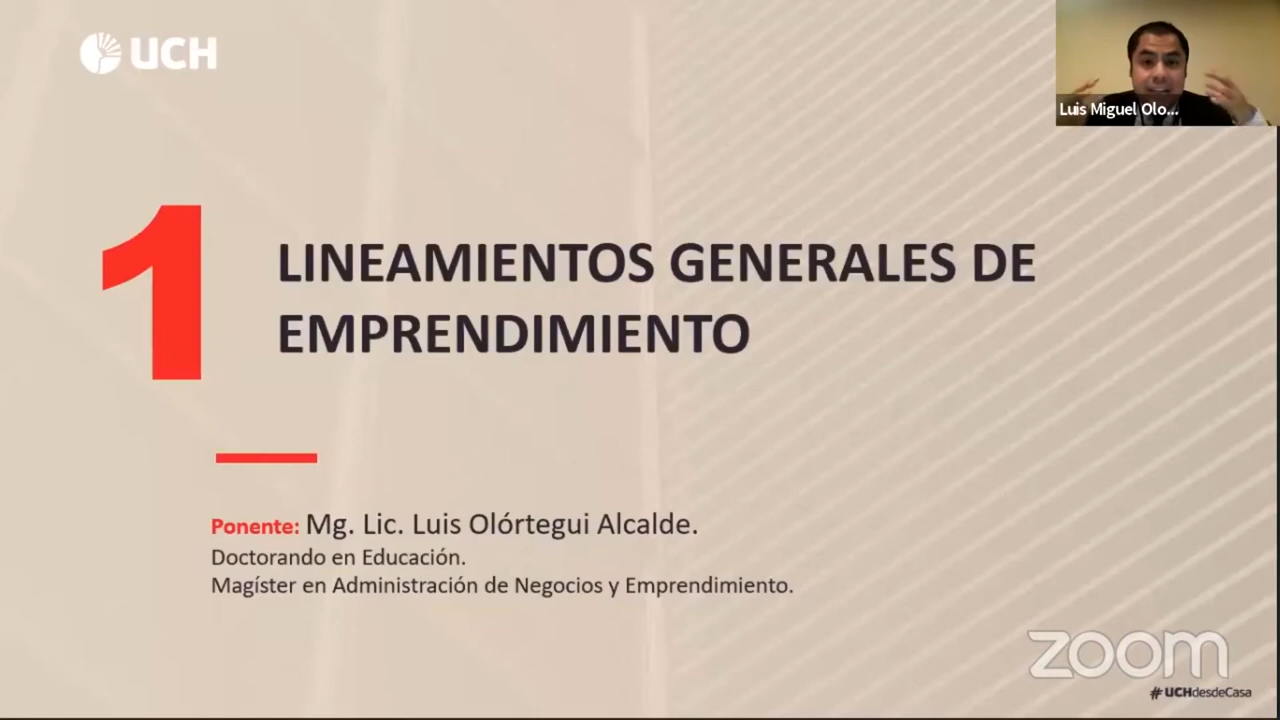 UCH
Luis Miguel Olo...
1
LINEAMIENTOS GENERALES DE
EMPRENDIMIENTO
Ponente: Mg. Lic. Luis Olórtegui Alcalde.
Doctorando en Educación.
Magíster en Administración de Negocios y Emprendimiento.
zoom
#UCHdesdeCasa